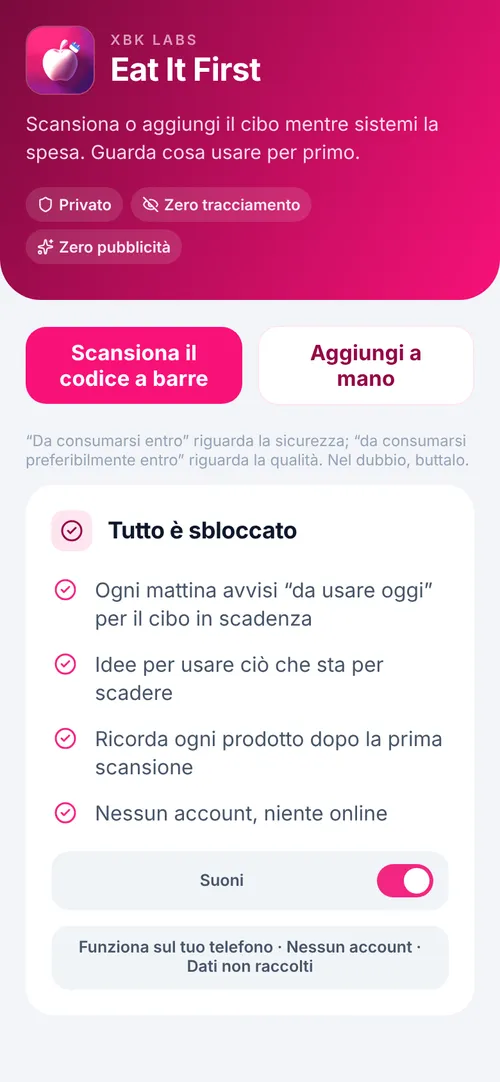 XBK LABS
Eat It First
Scansiona o aggiungi il cibo mentre sistemi la
spesa. Guarda cosa usare per primo.
Privato
Zero tracciamento
Zero pubblicità
Scansiona il
codice a barre
Aggiungi a
mano
“Da consumarsi entro” riguarda la sicurezza; “da consumarsi
preferibilmente entro” riguarda la qualità. Nel dubbio, buttalo.
Tutto è sbloccato
Ogni mattina avvisi “da usare oggi”
per il cibo in scadenza
Idee per usare ciò che sta per
scadere
Ricorda ogni prodotto dopo la prima
scansione
Nessun account, niente online
Suoni
Funziona sul tuo telefono · Nessun account ·
Dati non raccolti